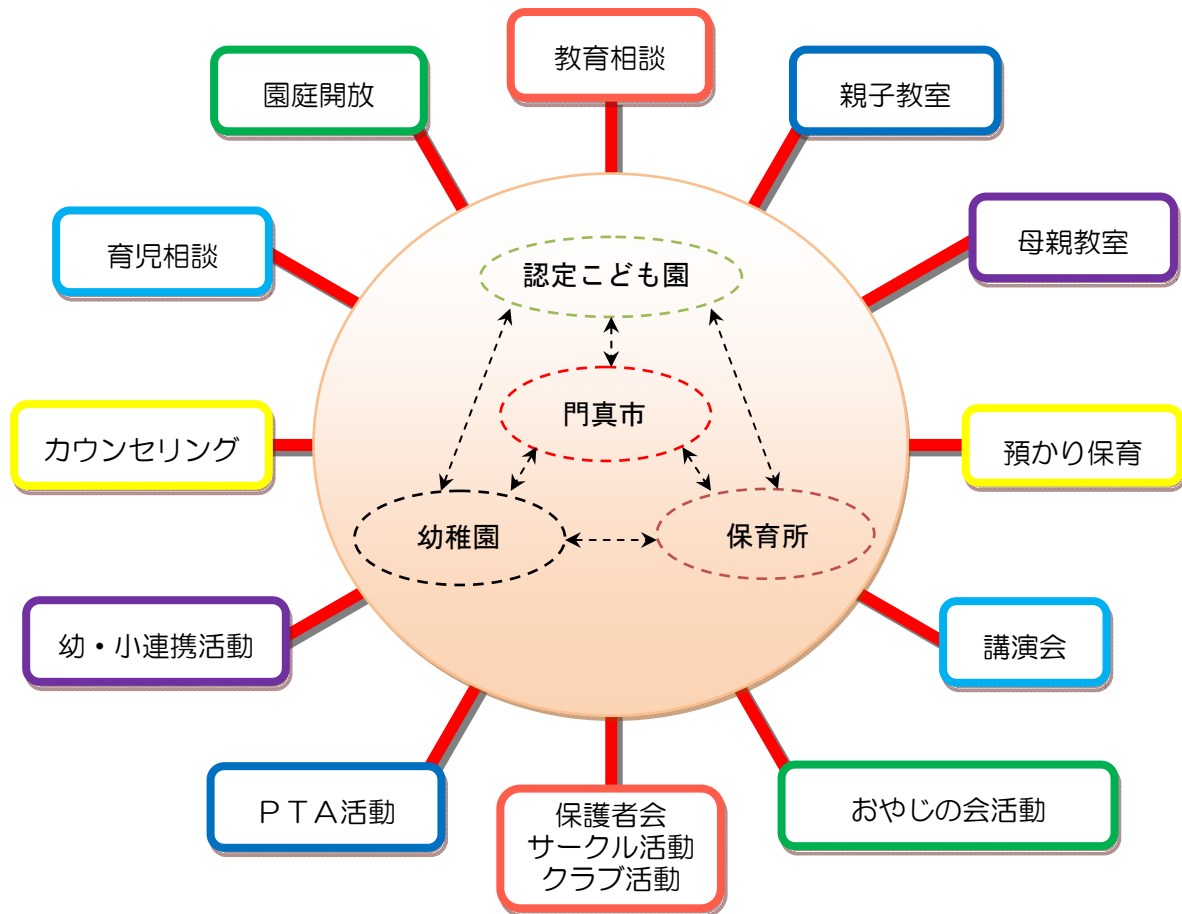 教育相談
園庭開放
親子教室
育児相談
母親教室
認定こども園
門真市
カウンセリング
預かり保育
幼稚園
保育所
幼・小連携活動
講演会
ＰＴＡ活動
保護者会
サークル活動
クラブ活動
おやじの会活動